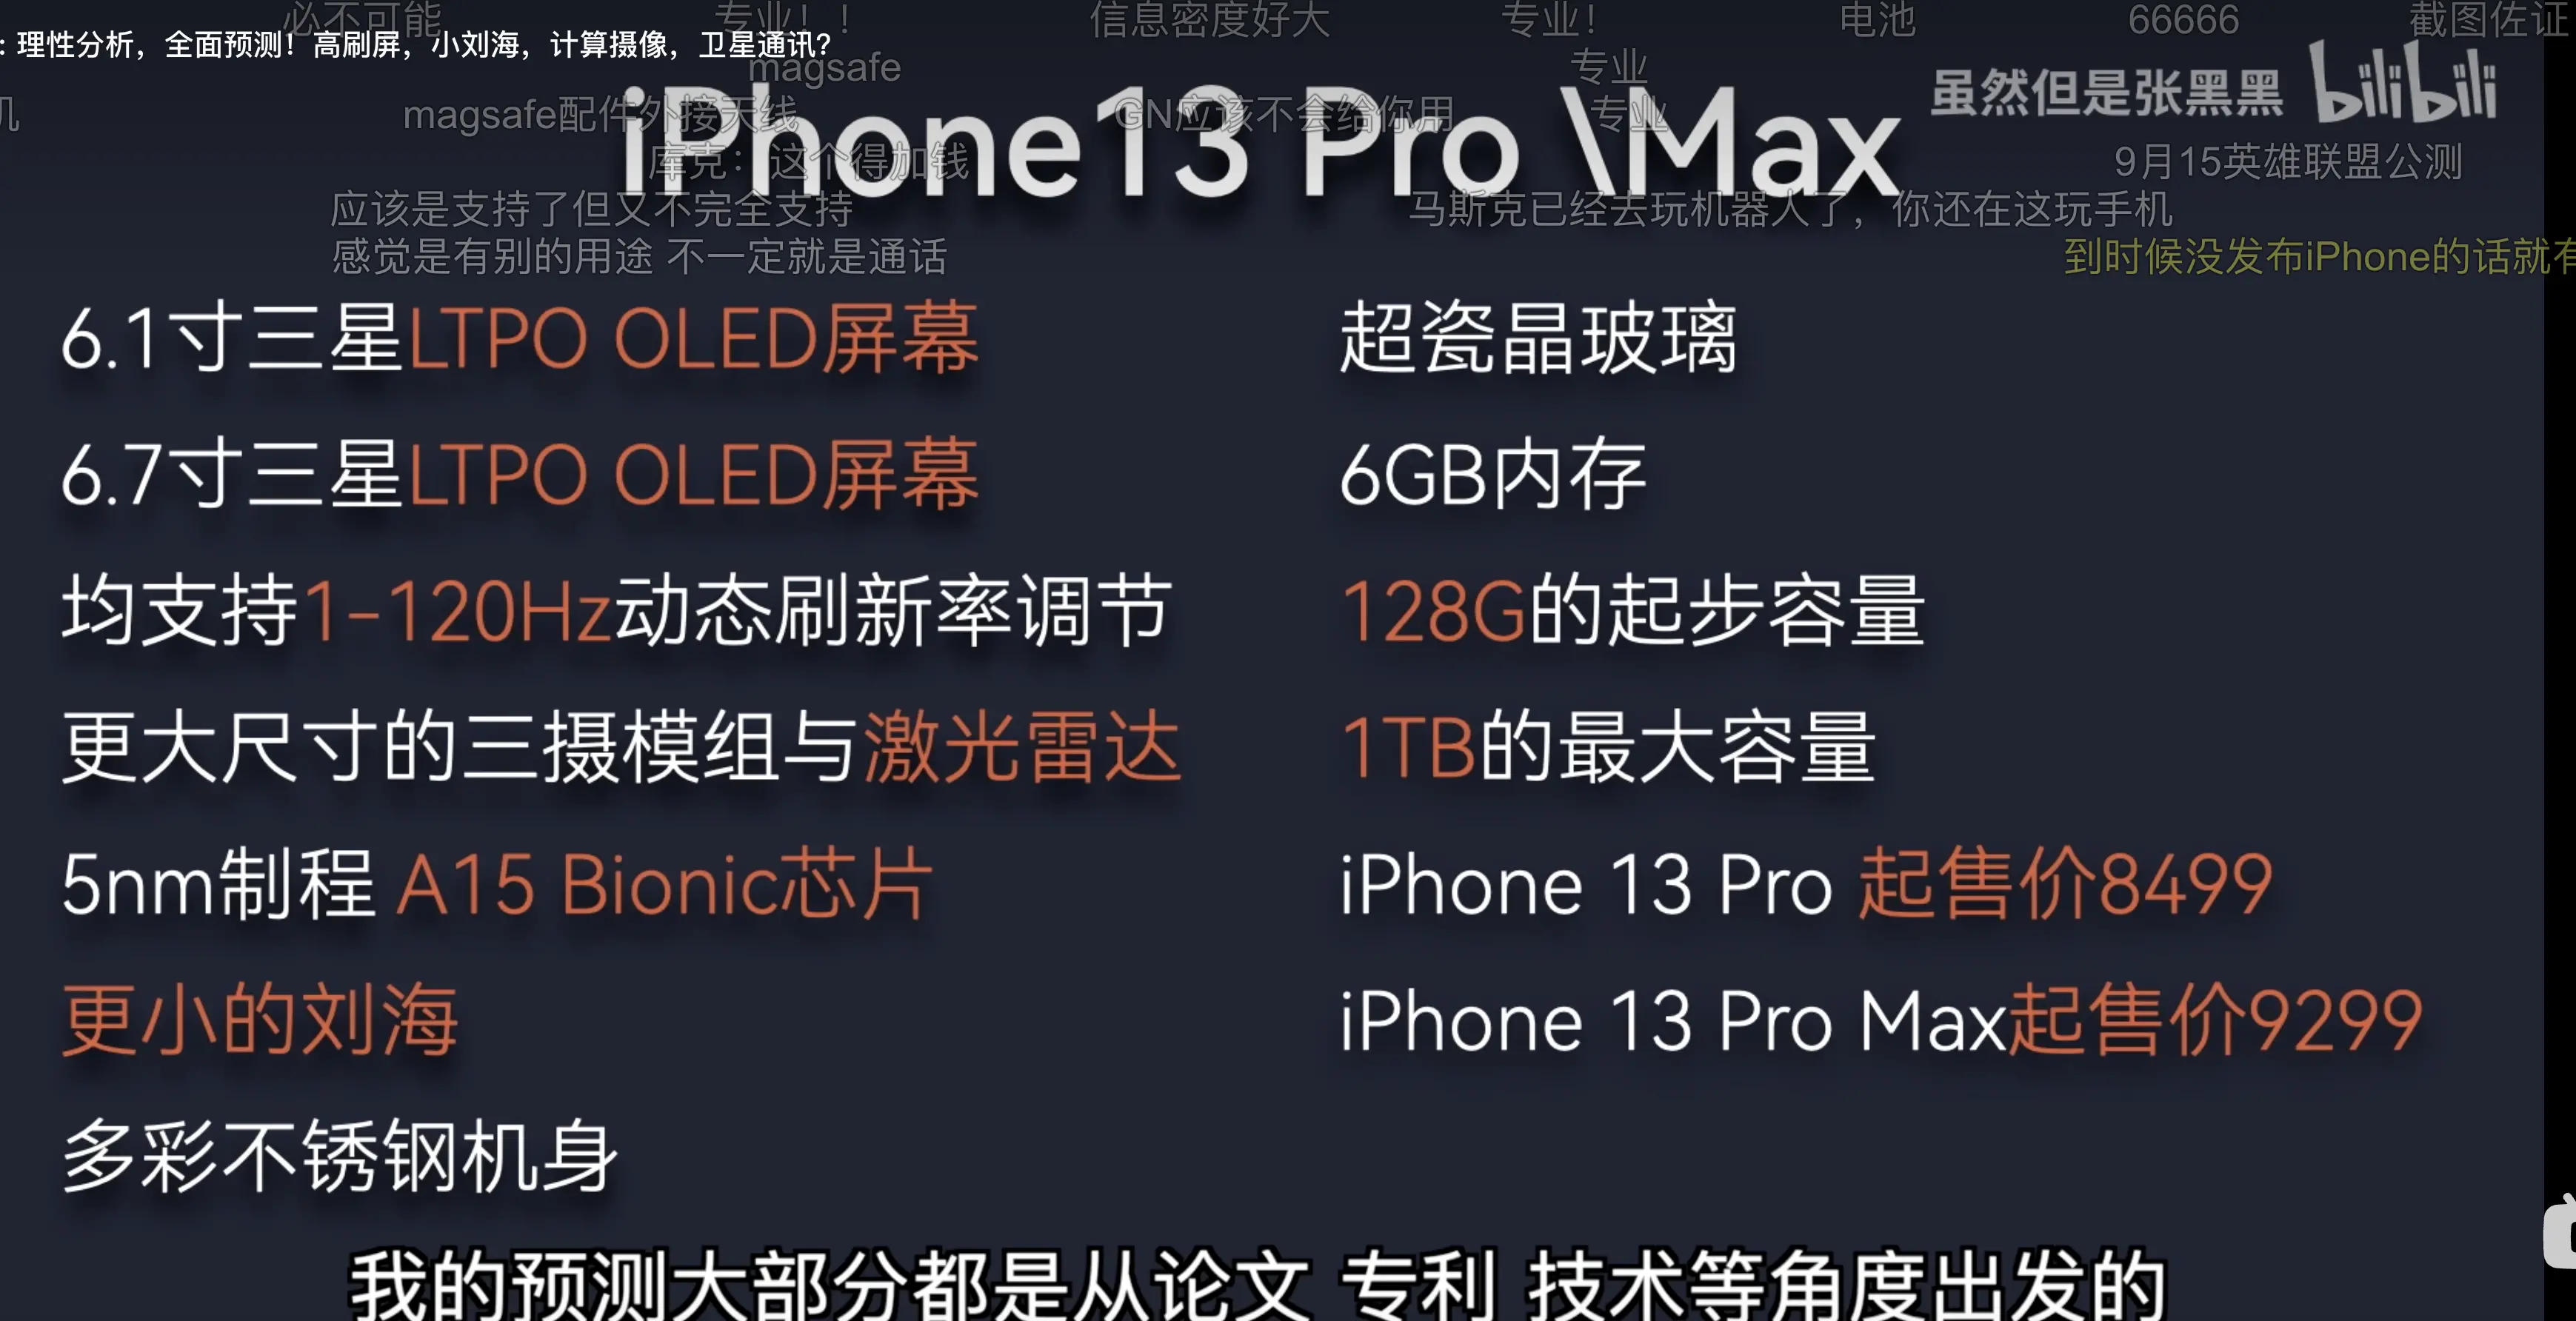 必不可能 专业！！ 信息密度好大 专业！ 电池 66666 截图佐证
: 理性分析，全面预测！高刷屏，小刘海，计算摄像，卫星通讯？
magsafe 专业
虽然但是张黑黑 bilibili
机 magsafe配件外接天线 GN应该不会给你用 专业
iPhone13 Pro \Max
库克：这个得加钱 9月15英雄联盟公测
应该是支持了但又不完全支持 马斯克已经去玩机器人了，你还在这玩手机
感觉是有别的用途 不一定就是通话 到时候没发布iPhone的话就有
6.1寸三星LTPO OLED屏幕
6.7寸三星LTPO OLED屏幕
均支持1-120Hz动态刷新率调节
更大尺寸的三摄模组与激光雷达
5nm制程 A15 Bionic芯片
更小的刘海
多彩不锈钢机身
超瓷晶玻璃
6GB内存
128G的起步容量
1TB的最大容量
iPhone 13 Pro 起售价8499
iPhone 13 Pro Max起售价9299
我的预测大部分都是从论文 专利 技术等角度出发的